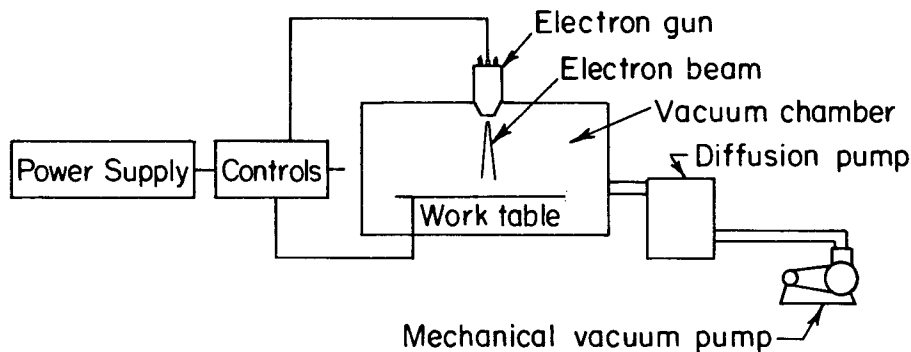 Electron gun
Electron beam
Vacuum chamber
Diffusion pump
Power Supply
Controls
Work table
Mechanical vacuum pump